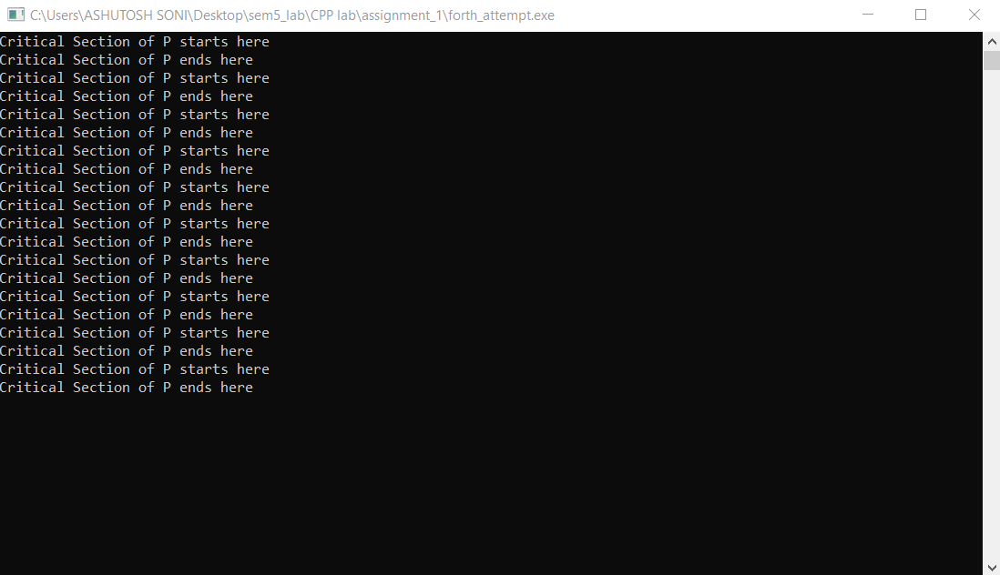 C:\Users\ASHUTOSH SONI\Desktop\sem5_lab\CPP lab\assignment_1\forth_attempt.exe
Critical Section of P starts here
Critical Section of P ends here
Critical Section of P starts here
Critical Section of P ends here
Critical Section of P starts here
Critical Section of P ends here
Critical Section of P starts here
Critical Section of P ends here
Critical Section of P starts here
Critical Section of P ends here
Critical Section of P starts here
Critical Section of P ends here
Critical Section of P starts here
Critical Section of P ends here
Critical Section of P starts here
Critical Section of P ends here
Critical Section of P starts here
Critical Section of P ends here
Critical Section of P starts here
Critical Section of P ends here